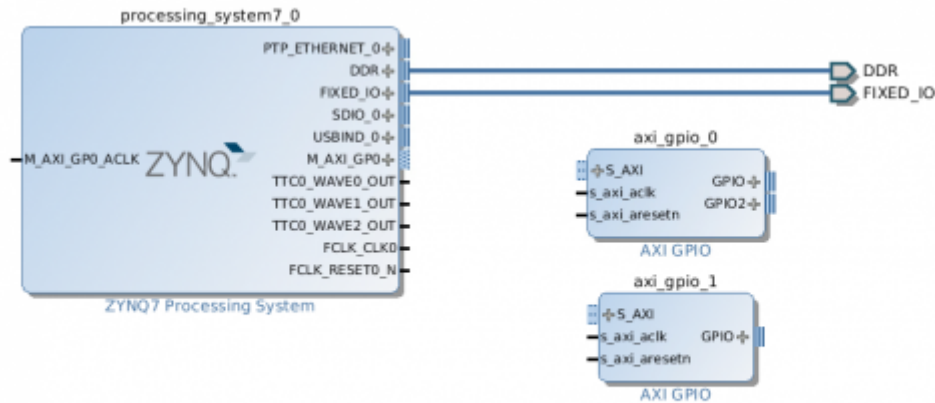 processing_system7_0
PTP_ETHERNET_0
DDR
FIXED_IO
SDIO_0
USBIND_0
M_AXI_GP0
TTC0_WAVE0_OUT
TTC0_WAVE1_OUT
TTC0_WAVE2_OUT
FCLK_CLK0
FCLK_RESET0_N
M_AXI_GP0_ACLK
ZYNQ
ZYNQ7 Processing System
DDR
FIXED_IO
axi_gpio_0
S_AXI
s_axi_aclk
s_axi_aresetn
GPIO
GPIO2
AXI GPIO
axi_gpio_1
S_AXI
s_axi_aclk
s_axi_aresetn
GPIO
AXI GPIO